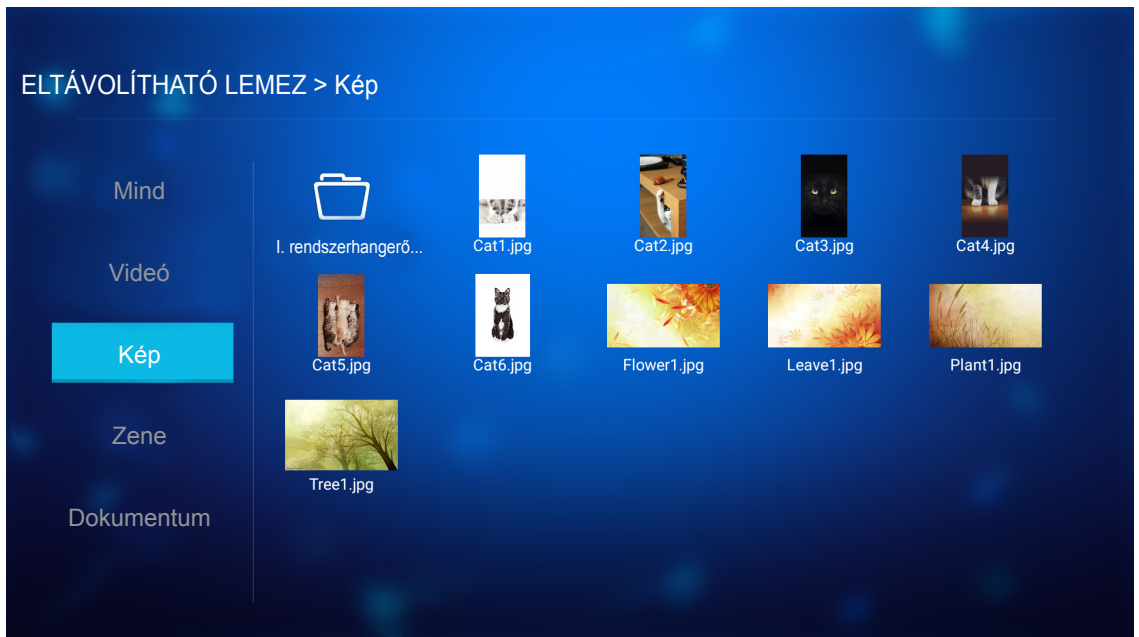 ELTÁVOLÍTHATÓ LEMEZ > Kép
Mind
Videó
Kép
Zene
Dokumentum
I. rendszerhangerő...
Cat1.jpg
Cat2.jpg
Cat3.jpg
Cat4.jpg
Cat5.jpg
Cat6.jpg
Flower1.jpg
Leave1.jpg
Plant1.jpg
Tree1.jpg